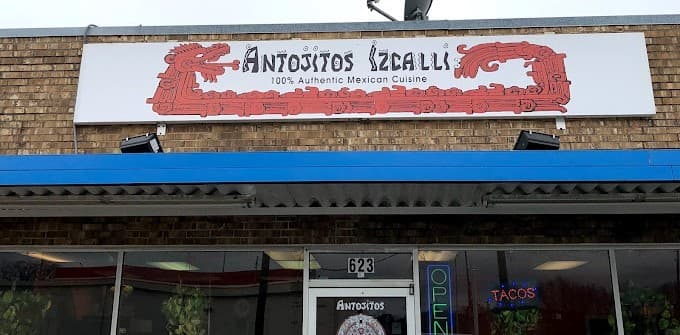 ANTOJITOS IZCALLI
100% Authentic Mexican Cuisine
623
OPEN
TACOS
ANTOJITOS